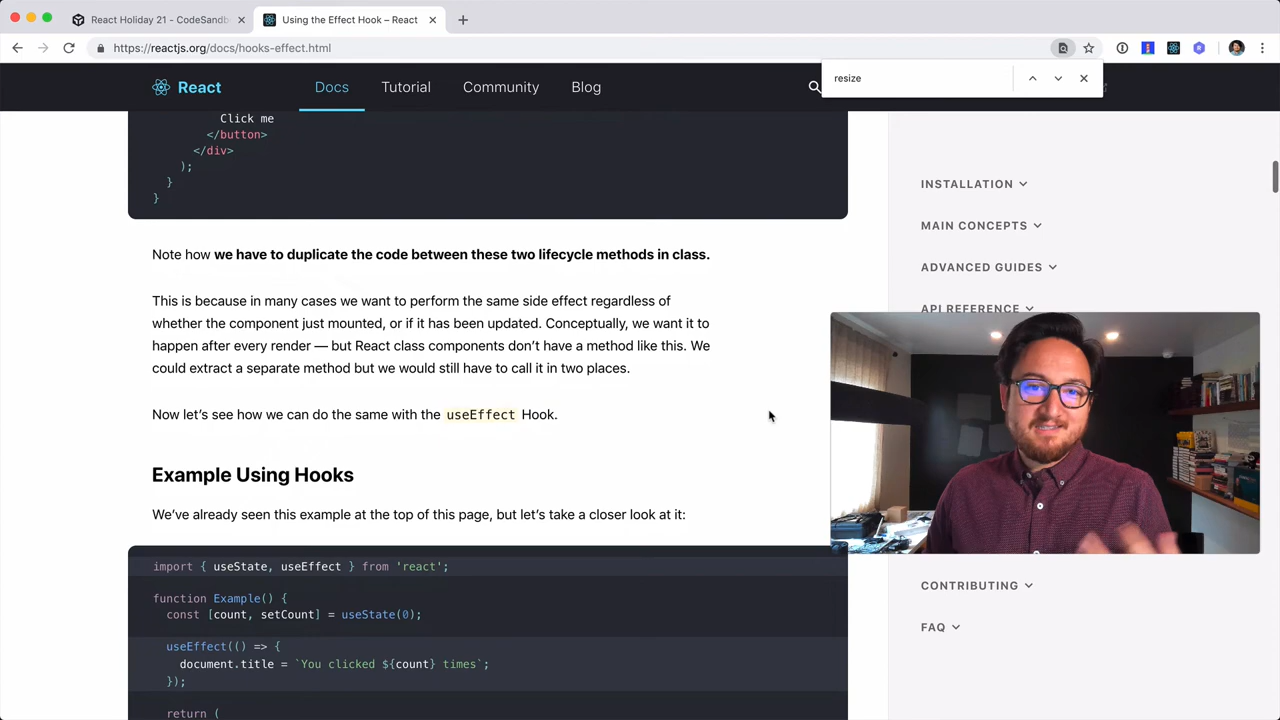 React Holiday 21 - CodeSandb
Using the Effect Hook – React
https://reactjs.org/docs/hooks-effect.html
resize
React
Docs
Tutorial
Community
Blog
Click me
</button>
</div>
);
}
}
Note how we have to duplicate the code between these two lifecycle methods in class.
This is because in many cases we want to perform the same side effect regardless of
whether the component just mounted, or if it has been updated. Conceptually, we want it to
happen after every render — but React class components don’t have a method like this. We
could extract a separate method but we would still have to call it in two places.
Now let’s see how we can do the same with the useEffect Hook.
Example Using Hooks
We’ve already seen this example at the top of this page, but let’s take a closer look at it:
import { useState, useEffect } from 'react';
function Example() {
const [count, setCount] = useState(0);
useEffect(() => {
document.title = `You clicked ${count} times`;
});
return (
INSTALLATION
MAIN CONCEPTS
ADVANCED GUIDES
API REFERENCE
CONTRIBUTING
FAQ